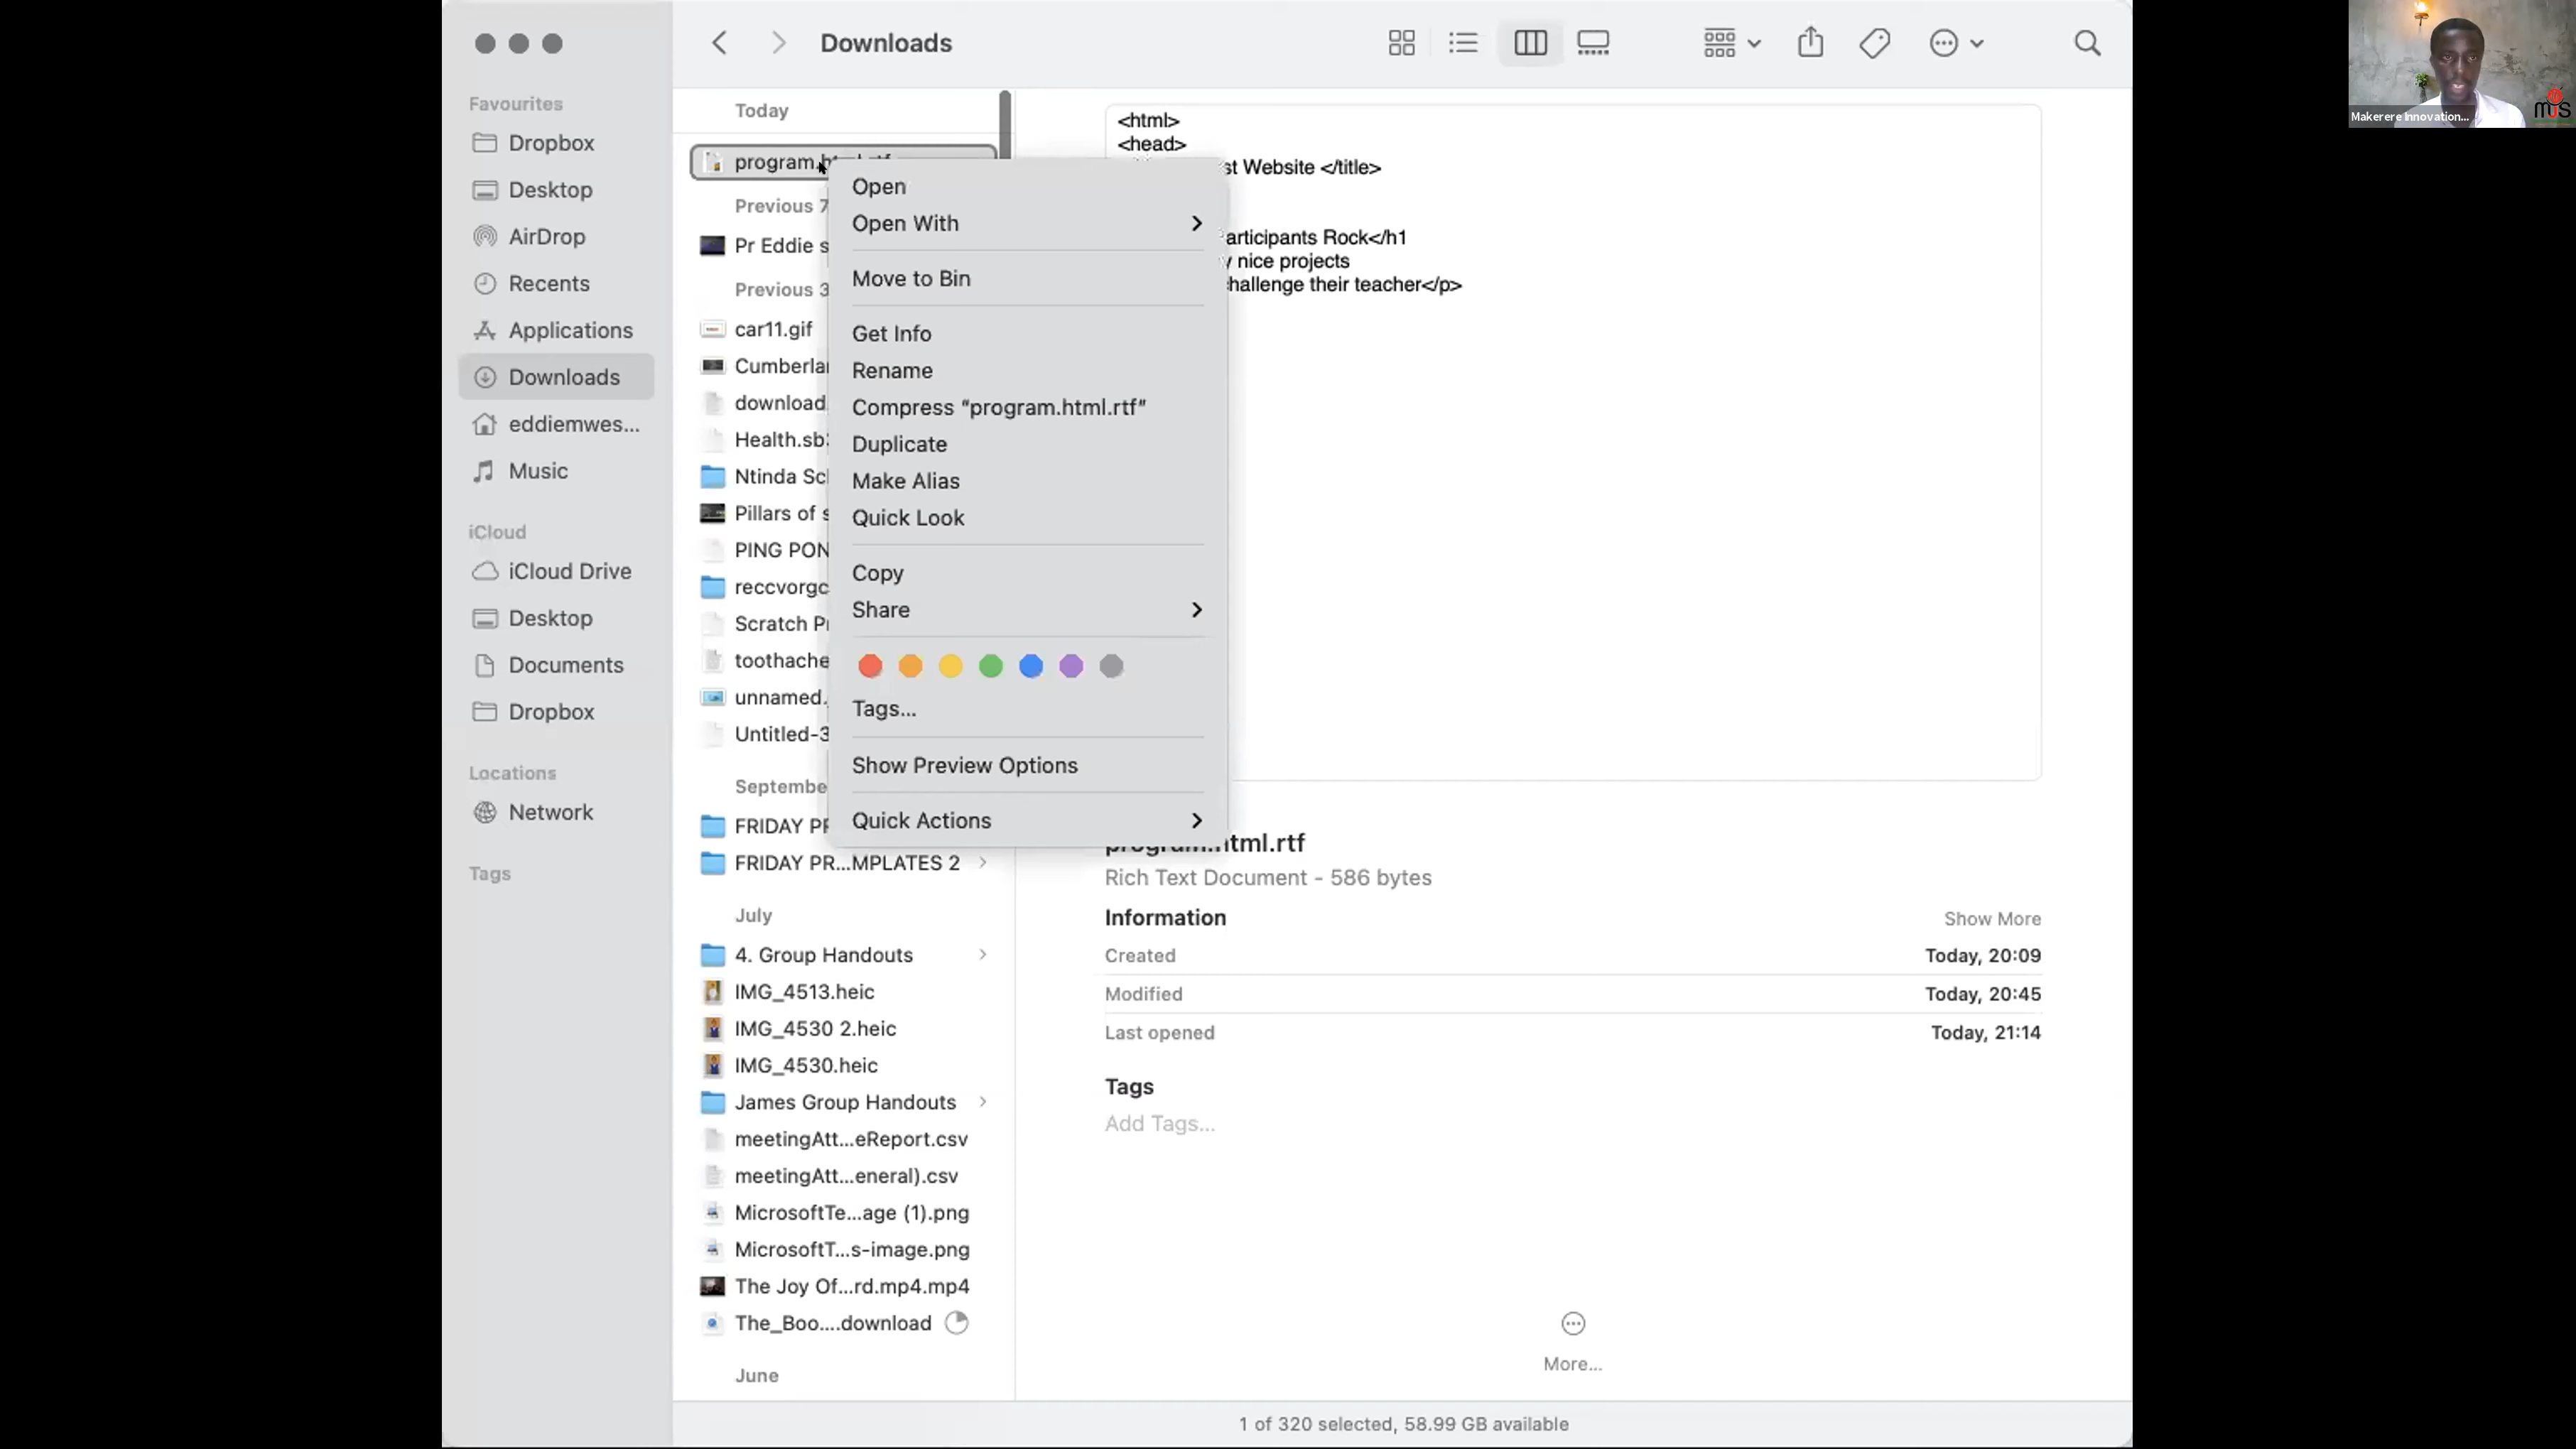 Downloads
Favourites
Dropbox
Desktop
AirDrop
Recents
Applications
Downloads
eddiemwes...
Music
iCloud
iCloud Drive
Desktop
Documents
Dropbox
Locations
Network
Tags
Today
program.html.rtf
Previous 7
Pr Eddie s
Previous 3
car11.gif
Cumberla
download.
Health.sb
Ntinda Sc
Pillars of s
PING PON
reccvorgc
Scratch P
toothache
unnamed.
Untitled-3
Septembe
FRIDAY PR
FRIDAY PR...MPLATES 2
July
4. Group Handouts
IMG_4513.heic
IMG_4530 2.heic
IMG_4530.heic
James Group Handouts
meetingAtt...eReport.csv
meetingAtt...eneral).csv
MicrosoftTe...age (1).png
MicrosoftT...s-image.png
The Joy Of...rd.mp4.mp4
The_Boo....download
June
Open
Open With
Move to Bin
Get Info
Rename
Compress “program.html.rtf”
Duplicate
Make Alias
Quick Look
Copy
Share
Tags...
Show Preview Options
Quick Actions
<html>
<head>
st Website </title>
articipants Rock</h1
y nice projects
challenge their teacher</p>
program.html.rtf
Rich Text Document - 586 bytes
Information
Show More
Created Today, 20:09
Modified Today, 20:45
Last opened Today, 21:14
Tags
Add Tags...
More...
1 of 320 selected, 58.99 GB available
Makerere Innovation...
MIS